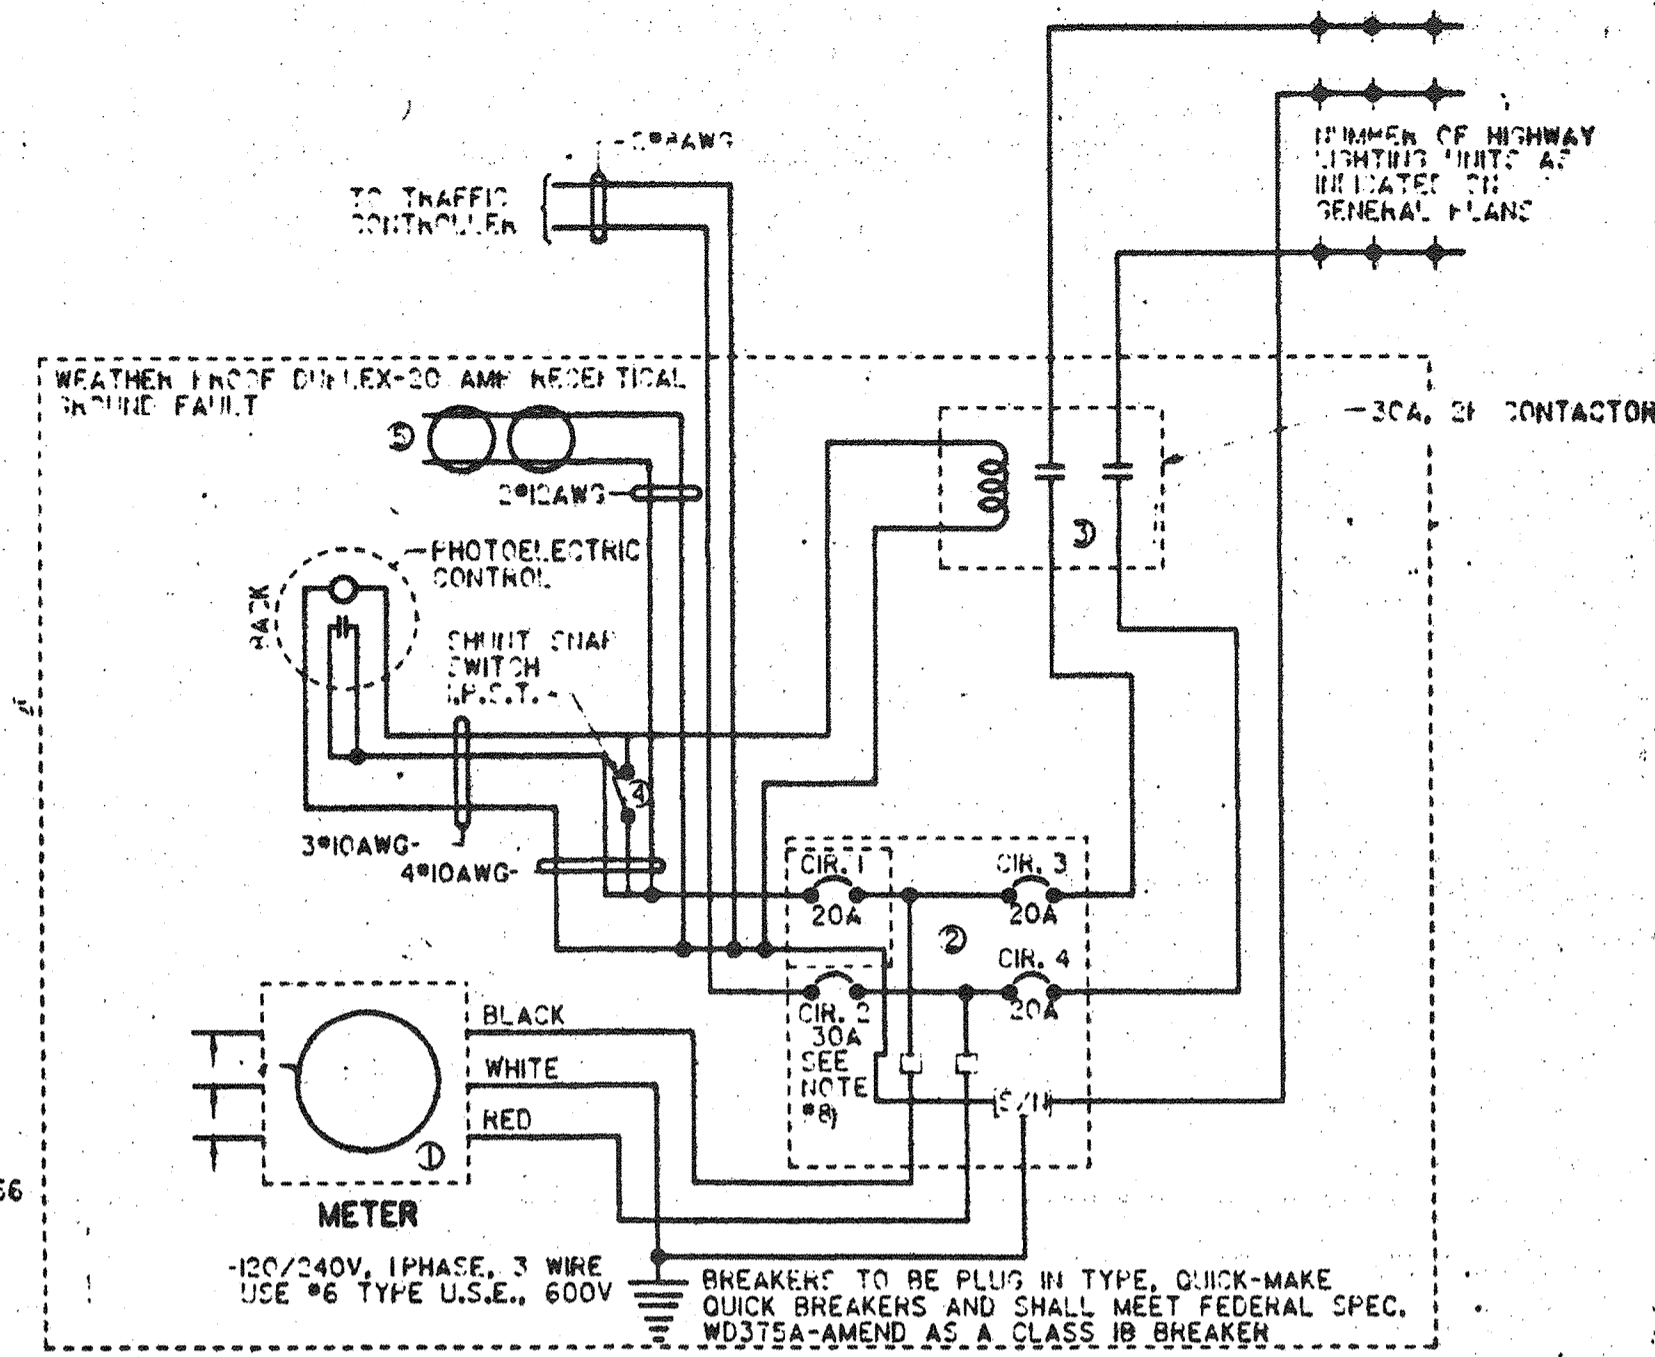 2#8AWG
TO TRAFFIC
CONTROLLER
NUMBER OF HIGHWAY
LIGHTING UNITS AS
INDICATED ON
GENERAL PLANS
WEATHER PROOF DUPLEX-20 AMP RECEPTICAL
GROUND FAULT
-30A, 2P CONTACTOR
5
2#12AWG
PHOTOELECTRIC
CONTROL
BACK
3
SHUNT SNAP
SWITCH
S.P.S.T.
4
3#10AWG-
4#10AWG-
CIR. 1
20A
CIR. 3
20A
2
CIR. 4
20A
CIR. 2
30A
SEE
NOTE
#8)
S/N
BLACK
WHITE
RED
1
66
METER
-120/240V, 1PHASE, 3 WIRE
USE #6 TYPE U.S.E., 600V
BREAKERS TO BE PLUG IN TYPE, QUICK-MAKE
QUICK BREAKERS AND SHALL MEET FEDERAL SPEC.
WD375A-AMEND AS A CLASS 1B BREAKER